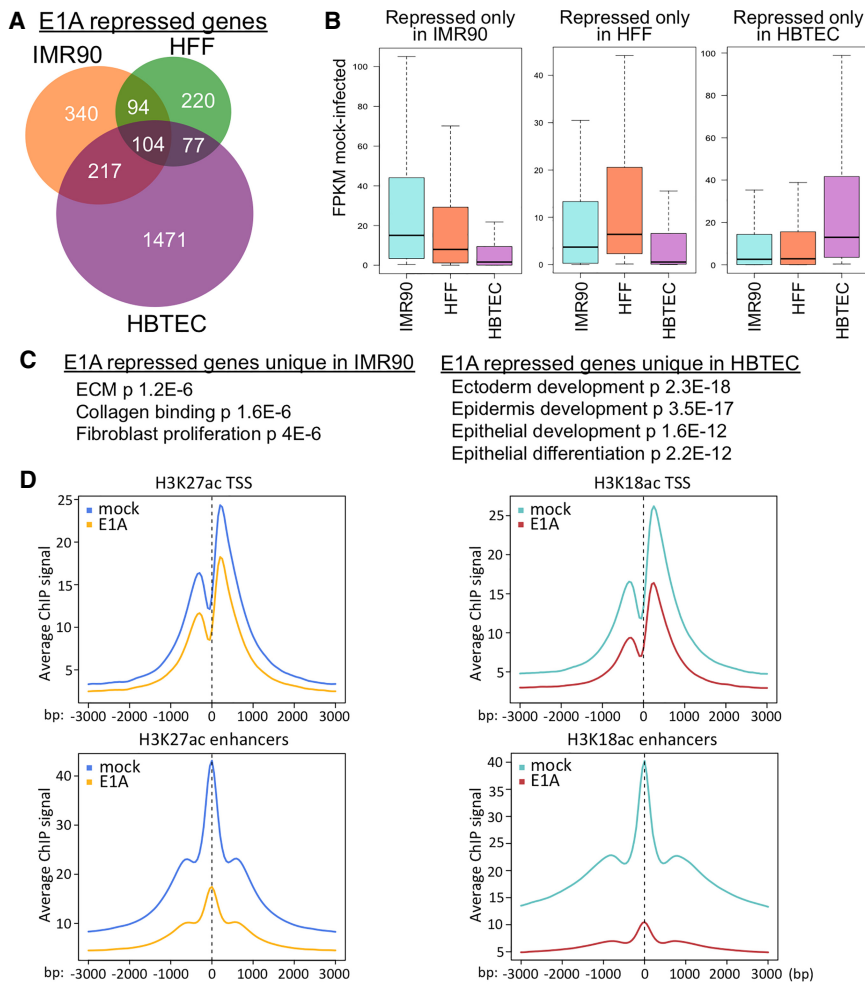 A E1A repressed genes
IMR90
HFF
340
94
220
104
77
217
1471
HBTEC
B
Repressed only
in IMR90
Repressed only
in HFF
Repressed only
in HBTEC
FPKM mock-infected
100
80
60
40
20
0
IMR90
HFF
HBTEC
40
30
20
10
0
IMR90
HFF
HBTEC
100
80
60
40
20
0
IMR90
HFF
HBTEC
C
E1A repressed genes unique in IMR90
ECM p 1.2E-6
Collagen binding p 1.6E-6
Fibroblast proliferation p 4E-6
E1A repressed genes unique in HBTEC
Ectoderm development p 2.3E-18
Epidermis development p 3.5E-17
Epithelial development p 1.6E-12
Epithelial differentiation p 2.2E-12
D
H3K27ac TSS
mock
E1A
Average ChIP signal
25
20
15
10
5
bp: -3000 -2000 -1000 0 1000 2000 3000
H3K18ac TSS
mock
E1A
Average ChIP signal
25
20
15
10
5
bp: -3000 -2000 -1000 0 1000 2000 3000
H3K27ac enhancers
mock
E1A
Average ChIP signal
40
30
20
10
bp: -3000 -2000 -1000 0 1000 2000 3000
H3K18ac enhancers
mock
E1A
Average ChIP signal
40
35
30
25
20
15
10
5
bp: -3000 -2000 -1000 0 1000 2000 3000 (bp)